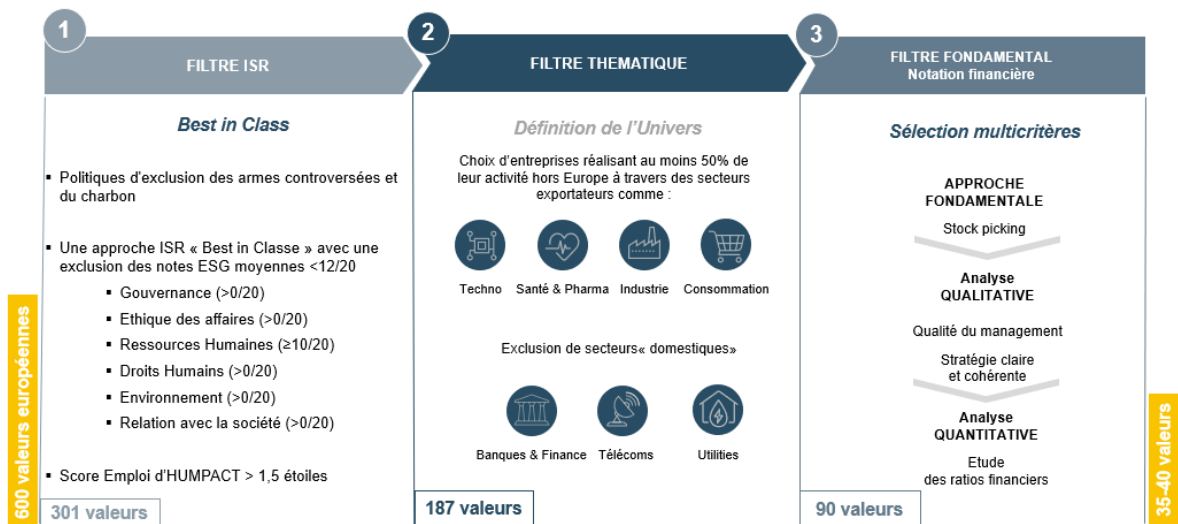 1
FILTRE ISR
2
FILTRE THEMATIQUE
3
FILTRE FONDAMENTAL
Notation financière
600 valeurs européennes
Best in Class
▪ Politiques d'exclusion des armes controversées et
du charbon
▪ Une approche ISR « Best in Classe » avec une
exclusion des notes ESG moyennes <12/20
▪ Gouvernance (>0/20)
▪ Ethique des affaires (>0/20)
▪ Ressources Humaines (≥10/20)
▪ Droits Humains (>0/20)
▪ Environnement (>0/20)
▪ Relation avec la société (>0/20)
▪ Score Emploi d'HUMPACT > 1,5 étoiles
301 valeurs
Définition de l'Univers
Choix d'entreprises réalisant au moins 50% de
leur activité hors Europe à travers des secteurs
exportateurs comme :
Techno Santé & Pharma Industrie Consommation
Exclusion de secteurs« domestiques»
Banques & Finance Télécoms Utilities
187 valeurs
Sélection multicritères
APPROCHE
FONDAMENTALE
Stock picking
Analyse
QUALITATIVE
Qualité du management
Stratégie claire
et cohérente
Analyse
QUANTITATIVE
Etude
des ratios financiers
90 valeurs
35-40 valeurs